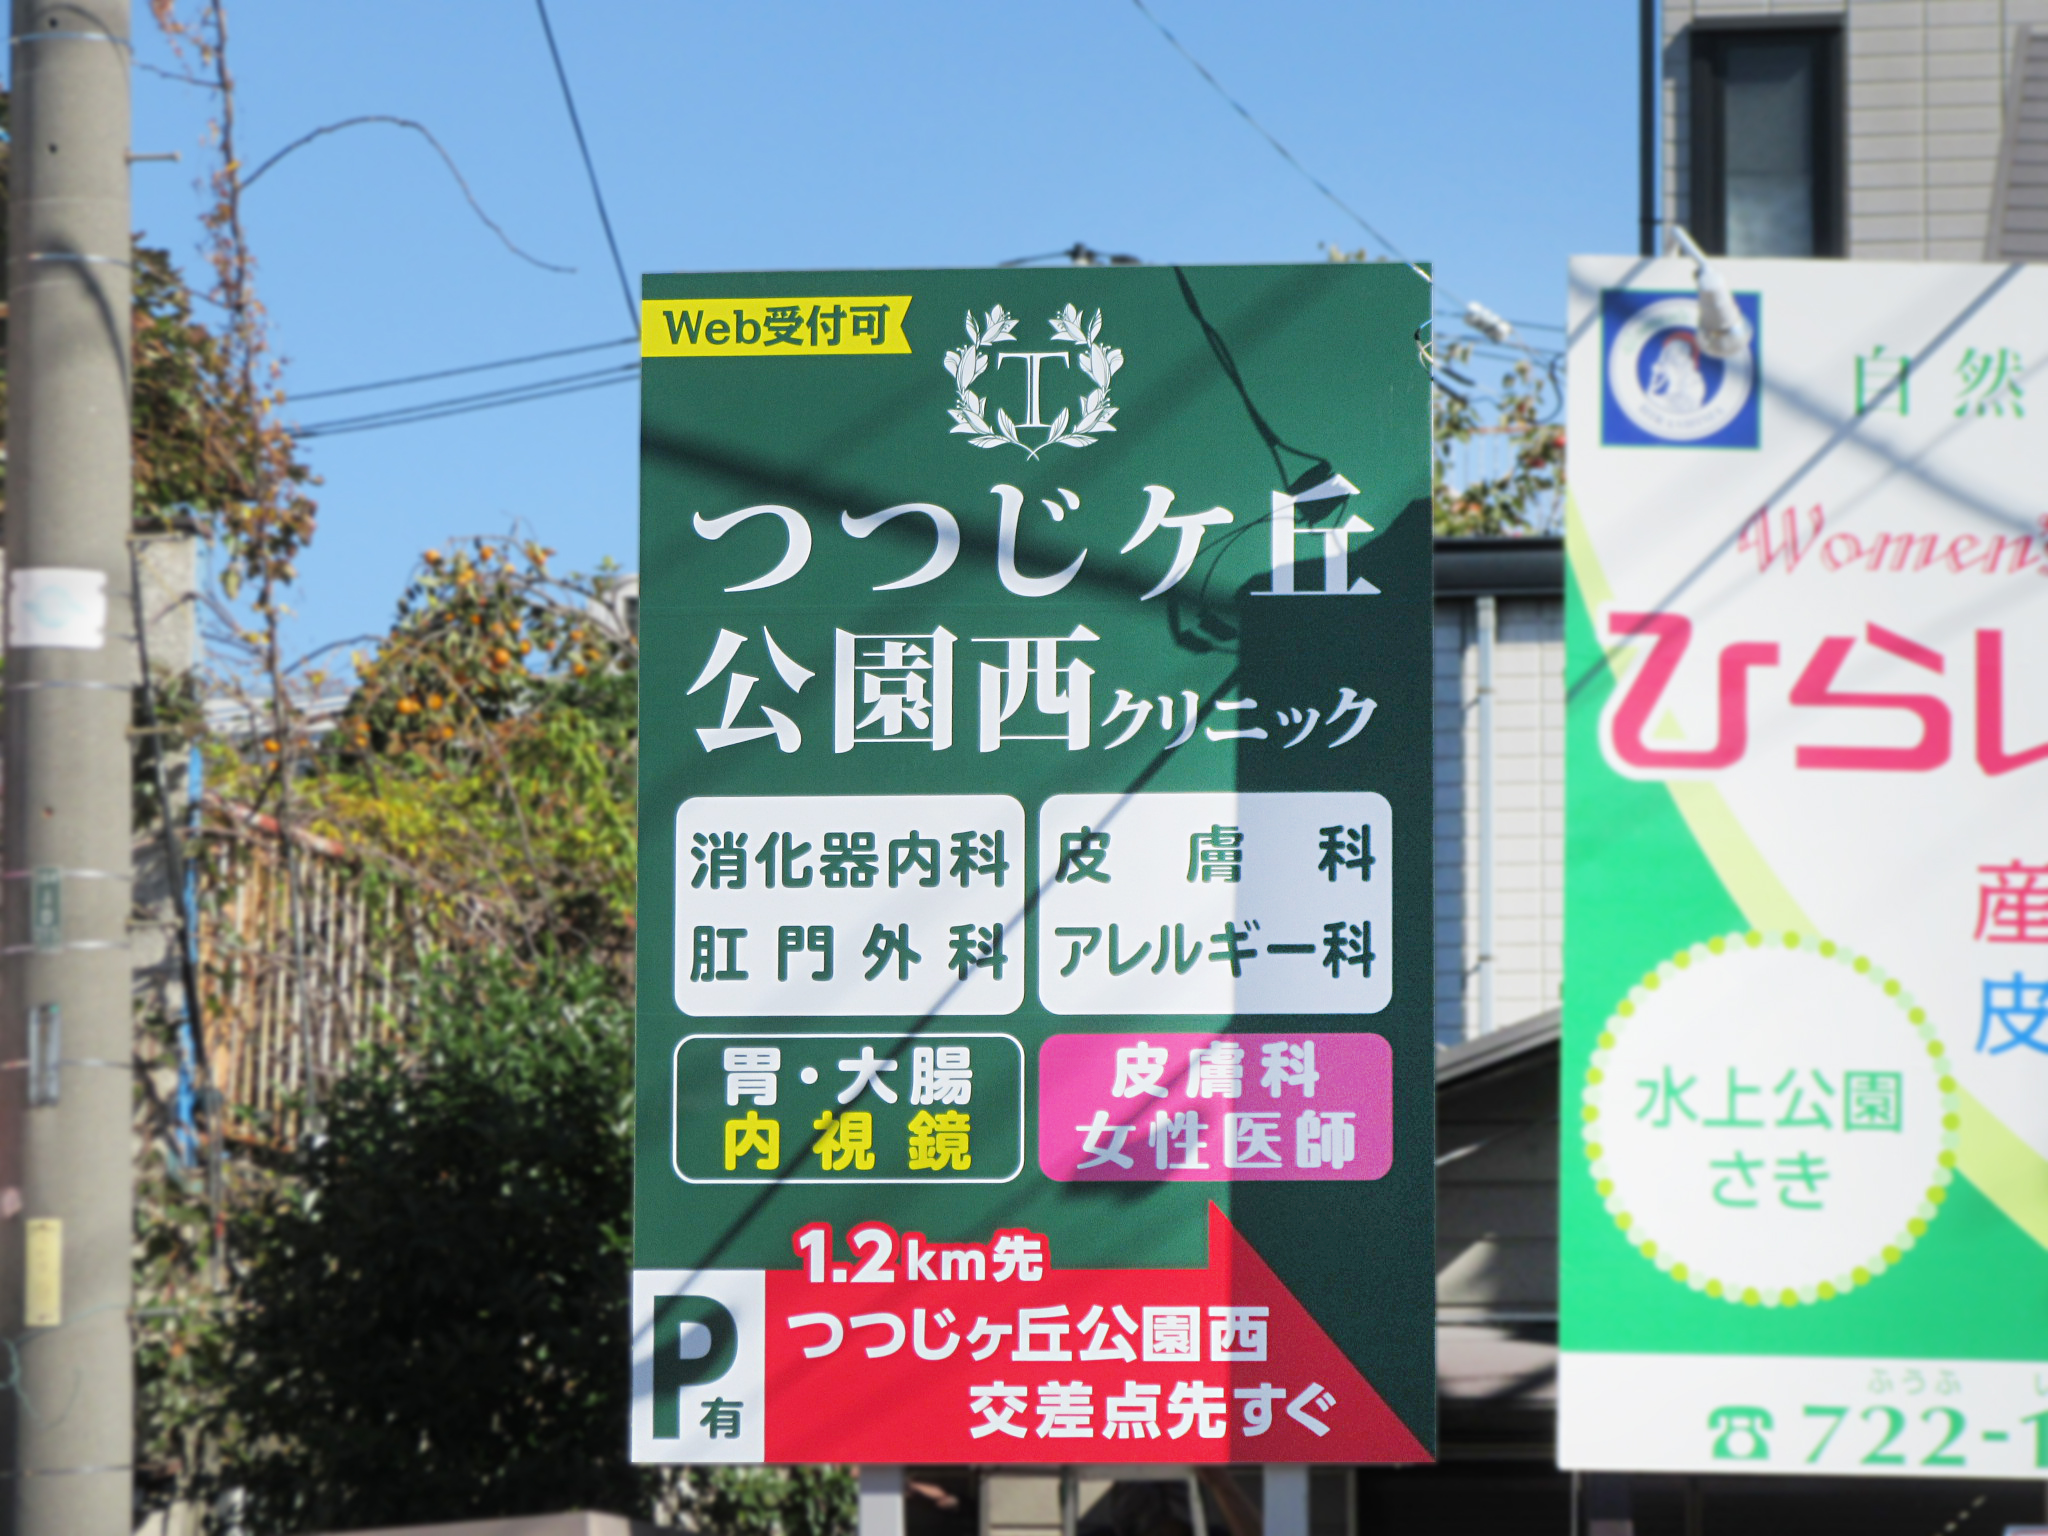 Web受付可
T
つつじケ丘
公園西クリニック
消化器内科
肛門外科
皮膚科
アレルギー科
胃・大腸
内視鏡
皮膚科
女性医師
1.2km先
つつじヶ丘公園西
交差点先すぐ
P有
自然
Women's
ひらし
産
皮
水上公園
さき
ふうふ
☎722-1